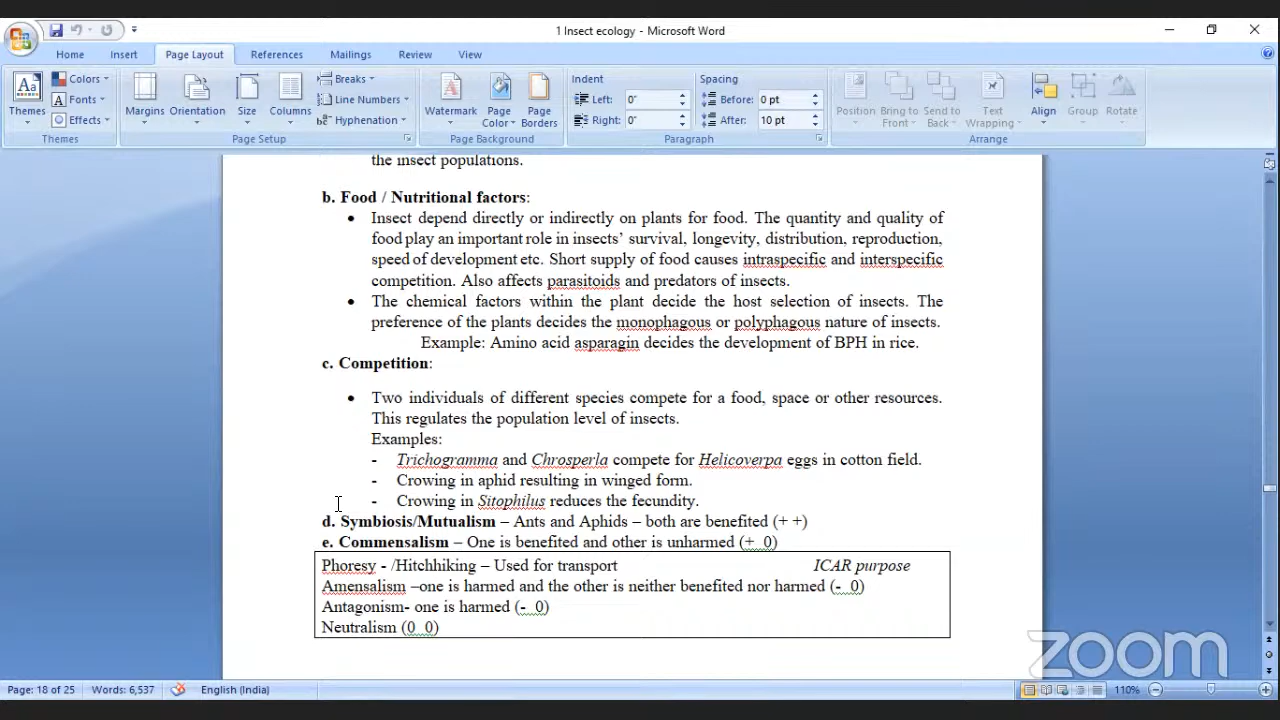 1 Insect ecology - Microsoft Word
Home Insert Page Layout References Mailings Review View
Themes Colors Fonts Effects Margins Orientation Size Columns Breaks Line Numbers Hyphenation Watermark Page Color Page Borders Indent Left: 0" Right: 0" Spacing Before: 0 pt After: 10 pt Position Bring to Front Send to Back Text Wrapping Align Group Rotate
Themes Page Setup Page Background Paragraph Arrange
the insect populations.
b. Food / Nutritional factors:
• Insect depend directly or indirectly on plants for food. The quantity and quality of
food play an important role in insects’ survival, longevity, distribution, reproduction,
speed of development etc. Short supply of food causes intraspecific and interspecific
competition. Also affects parasitoids and predators of insects.
• The chemical factors within the plant decide the host selection of insects. The
preference of the plants decides the monophagous or polyphagous nature of insects.
Example: Amino acid asparagin decides the development of BPH in rice.
c. Competition:
• Two individuals of different species compete for a food, space or other resources.
This regulates the population level of insects.
Examples:
- Trichogramma and Chrosperla compete for Helicoverpa eggs in cotton field.
- Crowing in aphid resulting in winged form.
- Crowing in Sitophilus reduces the fecundity.
d. Symbiosis/Mutualism – Ants and Aphids – both are benefited (+ +)
e. Commensalism – One is benefited and other is unharmed (+ 0)
Phoresy - /Hitchhiking – Used for transport ICAR purpose
Amensalism –one is harmed and the other is neither benefited nor harmed (- 0)
Antagonism- one is harmed (- 0)
Neutralism (0 0)
zoom
Page: 18 of 25 Words: 6,537 English (India) 110%